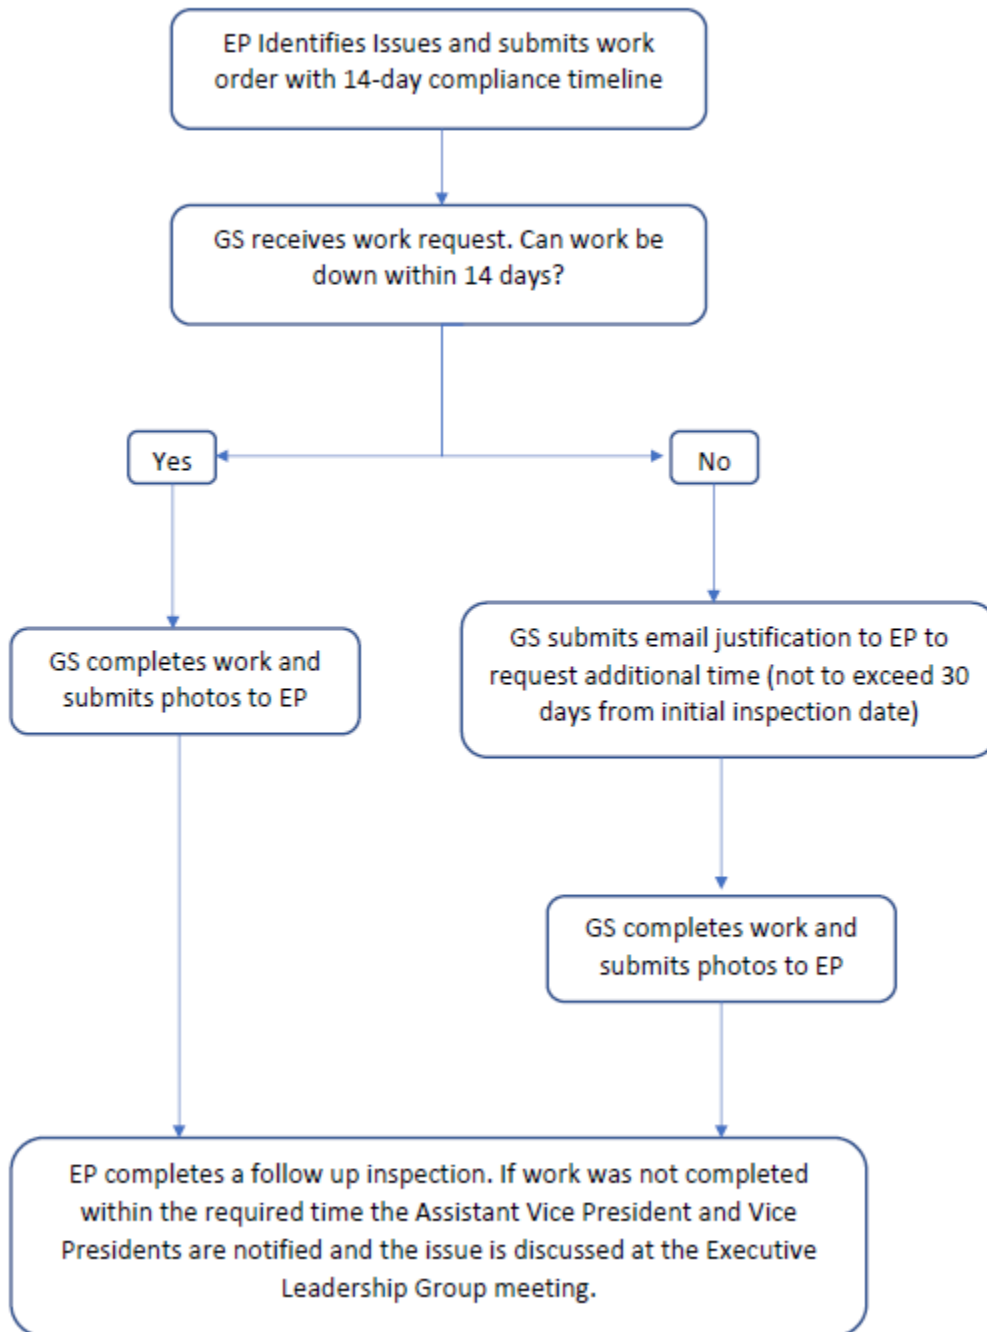 EP Identifies Issues and submits work
order with 14-day compliance timeline
GS receives work request. Can work be
down within 14 days?
Yes
No
GS completes work and
submits photos to EP
GS submits email justification to EP to
request additional time (not to exceed 30
days from initial inspection date)
GS completes work and
submits photos to EP
EP completes a follow up inspection. If work was not completed
within the required time the Assistant Vice President and Vice
Presidents are notified and the issue is discussed at the Executive
Leadership Group meeting.